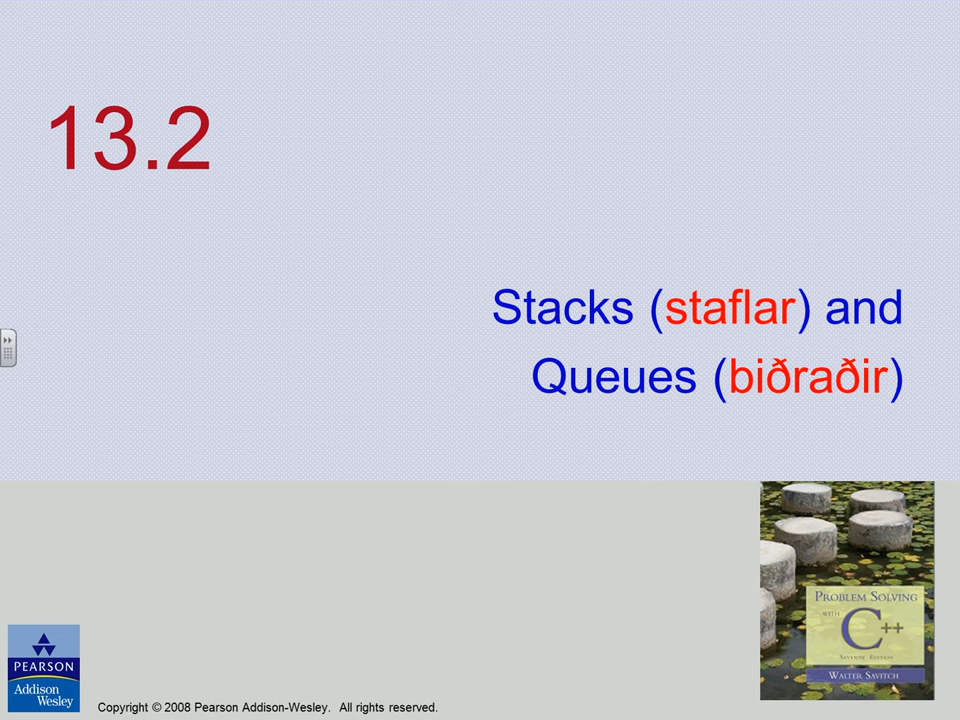 13.2
Stacks (staflar) and
Queues (biðraðir)
PROBLEM SOLVING
WITH
C++
SEVENTH EDITION
WALTER SAVITCH
PEARSON
Addison
Wesley
Copyright © 2008 Pearson Addison-Wesley. All rights reserved.